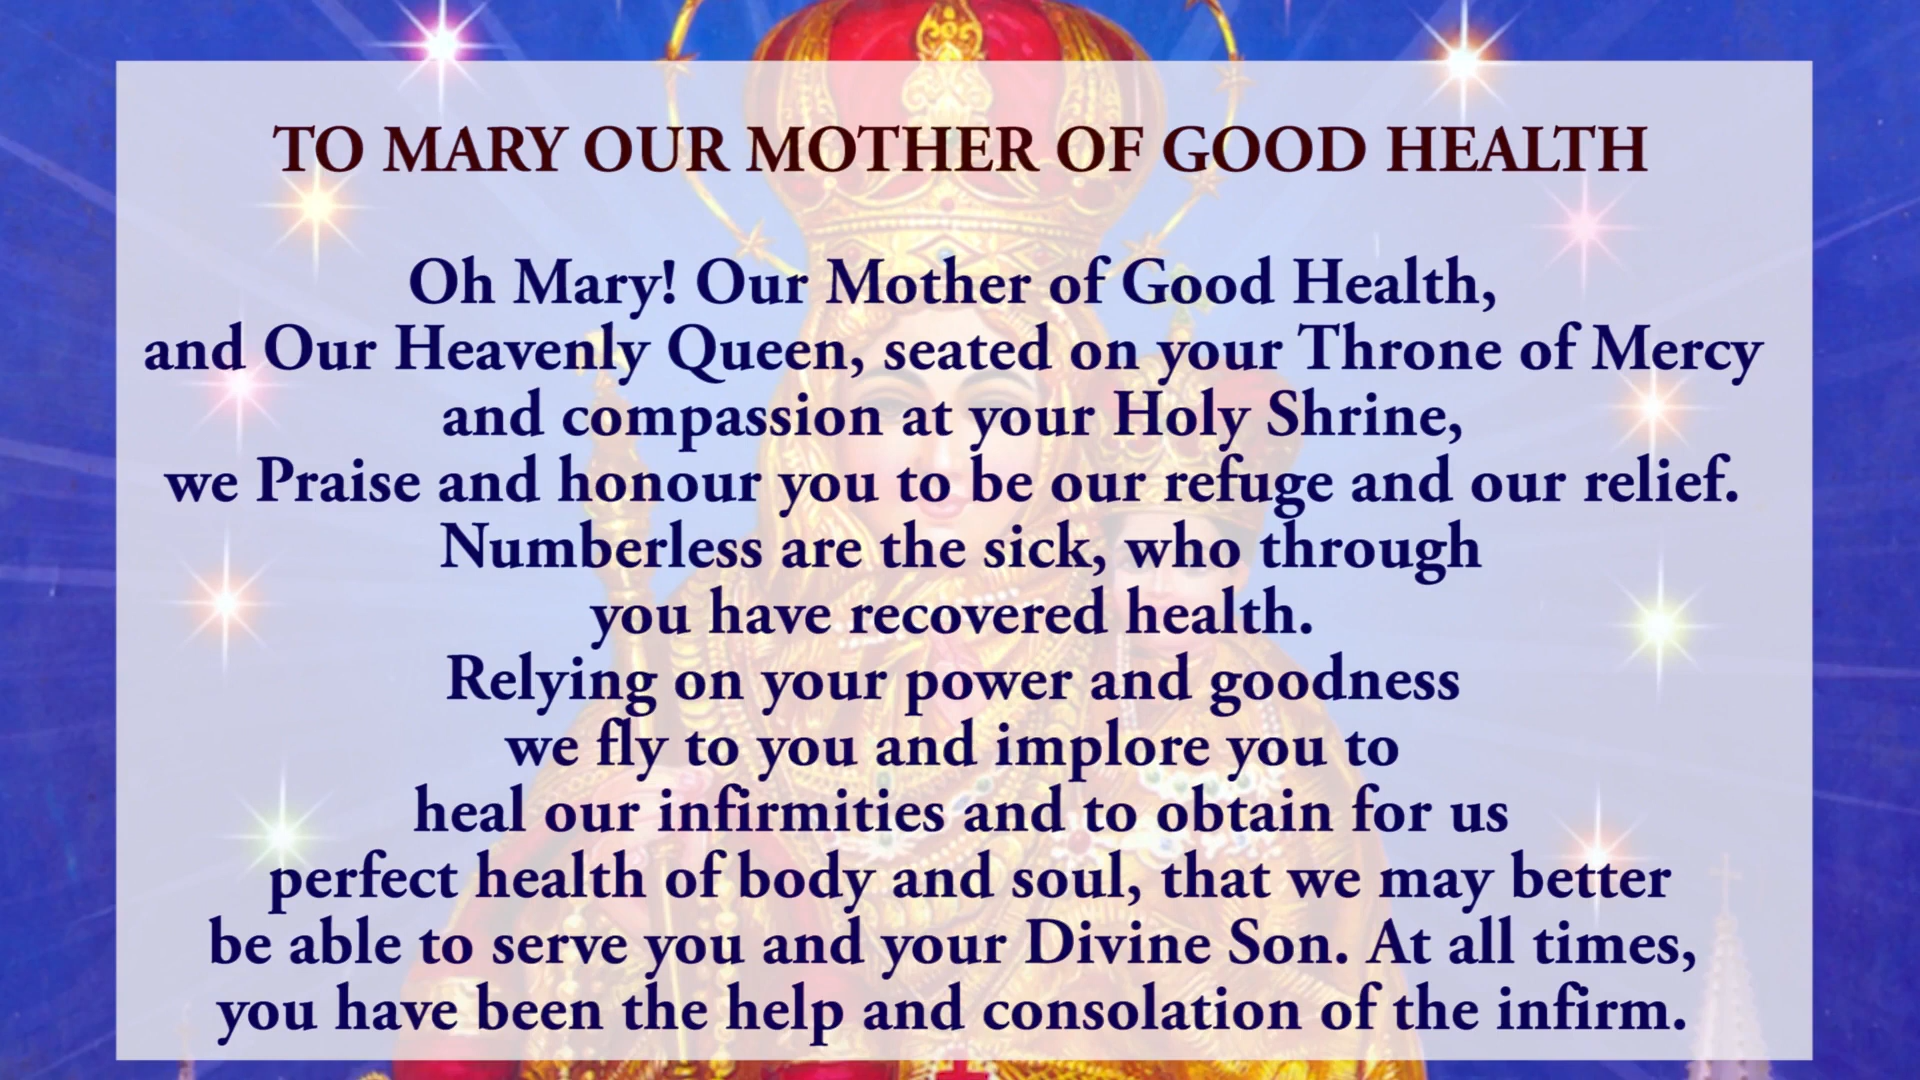 TO MARY OUR MOTHER OF GOOD HEALTH
Oh Mary! Our Mother of Good Health,
and Our Heavenly Queen, seated on your Throne of Mercy
and compassion at your Holy Shrine,
we Praise and honour you to be our refuge and our relief.
Numberless are the sick, who through
you have recovered health.
Relying on your power and goodness
we fly to you and implore you to
heal our infirmities and to obtain for us
perfect health of body and soul, that we may better
be able to serve you and your Divine Son. At all times,
you have been the help and consolation of the infirm.